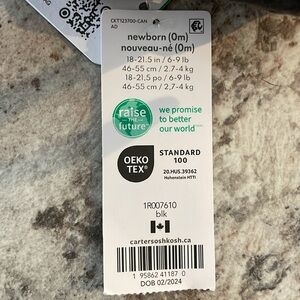 CKT123700-CAN
AD
newborn (0m)
nouveau-né (0m)
18-21.5 in / 6-9 lb
46-55 cm / 2.7-4 kg
18-21,5 po / 6-9 lb
46-55 cm / 2,7-4 kg
raise
THE
future™
we promise
to better
our world
OEKO
TEX®
STANDARD
100
20.HUS.39362
Hohenstein HTTI
1R007610
blk
cartersoshkosh.ca
1 95862 41187 0
DOB 02/2024